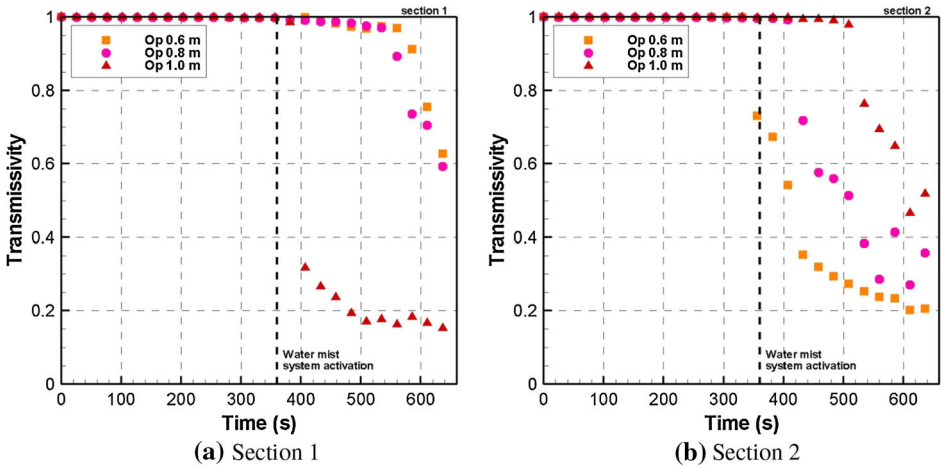 section 1
Op 0.6 m
Op 0.8 m
Op 1.0 m
Transmissivity
1
0.8
0.6
0.4
0.2
0
Water mist
system activation
0 100 200 300 400 500 600
Time (s)
(a) Section 1
section 2
Op 0.6 m
Op 0.8 m
Op 1.0 m
Transmissivity
1
0.8
0.6
0.4
0.2
0
Water mist
system activation
0 100 200 300 400 500 600
Time (s)
(b) Section 2